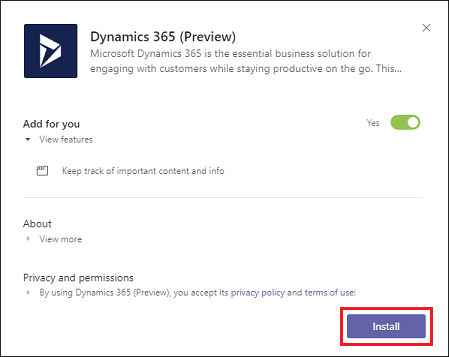 Dynamics 365 (Preview)
Microsoft Dynamics 365 is the essential business solution for
engaging with customers while staying productive on the go. This...
Add for you
Yes
View features
Keep track of important content and info
About
View more
Privacy and permissions
By using Dynamics 365 (Preview), you accept its privacy policy and terms of use.
Install